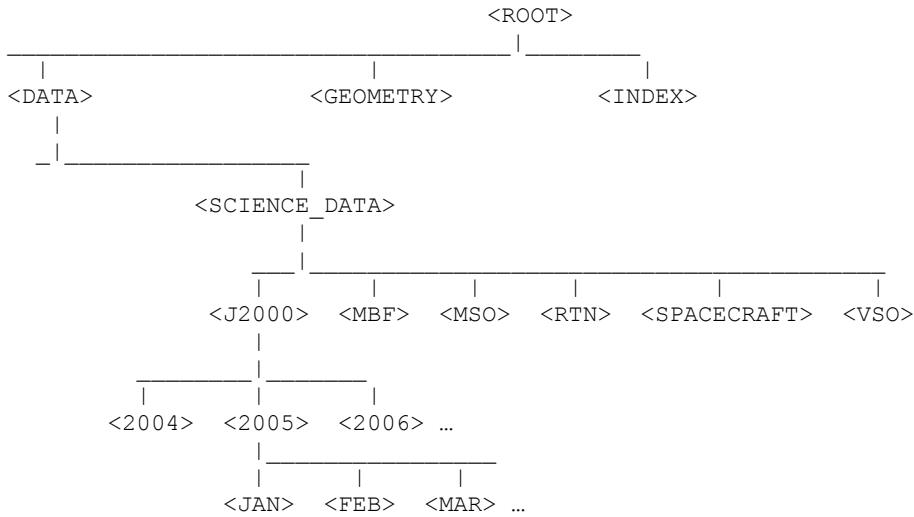 <ROOT>
<DATA> <GEOMETRY> <INDEX>
<SCIENCE_DATA>
<J2000> <MBF> <MSO> <RTN> <SPACECRAFT> <VSO>
<2004> <2005> <2006> …
<JAN> <FEB> <MAR> …